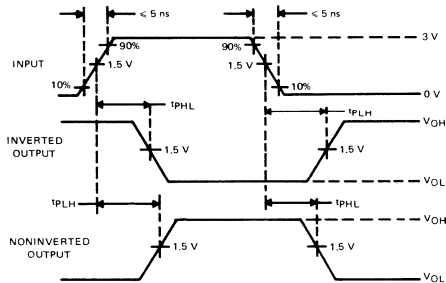 ≤ 5 ns
≤ 5 ns
90%
90%
3 V
INPUT
1.5 V
1.5 V
10%
10%
0 V
tPHL
tPLH
VOH
INVERTED
OUTPUT
1.5 V
1.5 V
VOL
tPLH
tPHL
VOH
NONINVERTED
OUTPUT
1.5 V
1.5 V
VOL